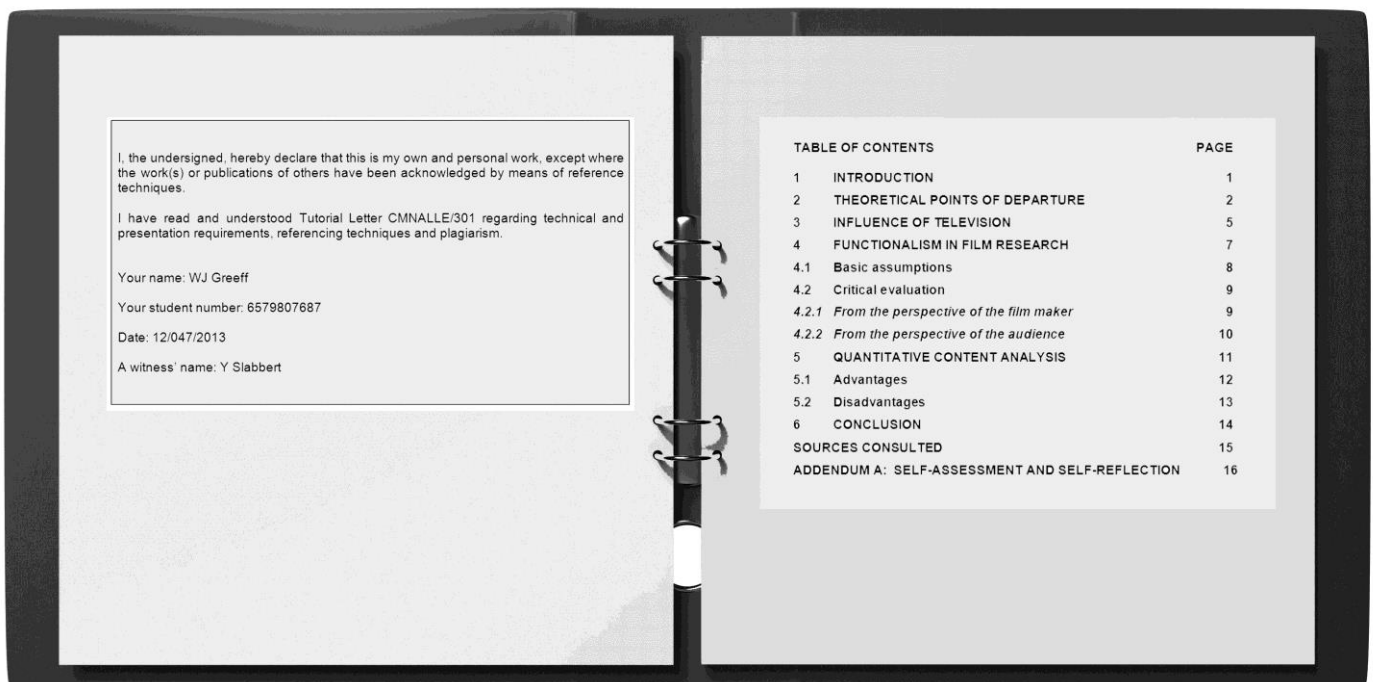 I, the undersigned, hereby declare that this is my own and personal work, except where
the work(s) or publications of others have been acknowledged by means of reference
techniques.
I have read and understood Tutorial Letter CMNALLE/301 regarding technical and
presentation requirements, referencing techniques and plagiarism.
Your name: WJ Greeff
Your student number: 6579807687
Date: 12/047/2013
A witness' name: Y Slabbert
TABLE OF CONTENTS PAGE
1 INTRODUCTION 1
2 THEORETICAL POINTS OF DEPARTURE 2
3 INFLUENCE OF TELEVISION 5
4 FUNCTIONALISM IN FILM RESEARCH 7
4.1 Basic assumptions 8
4.2 Critical evaluation 9
4.2.1 From the perspective of the film maker 9
4.2.2 From the perspective of the audience 10
5 QUANTITATIVE CONTENT ANALYSIS 11
5.1 Advantages 12
5.2 Disadvantages 13
6 CONCLUSION 14
SOURCES CONSULTED 15
ADDENDUM A: SELF-ASSESSMENT AND SELF-REFLECTION 16